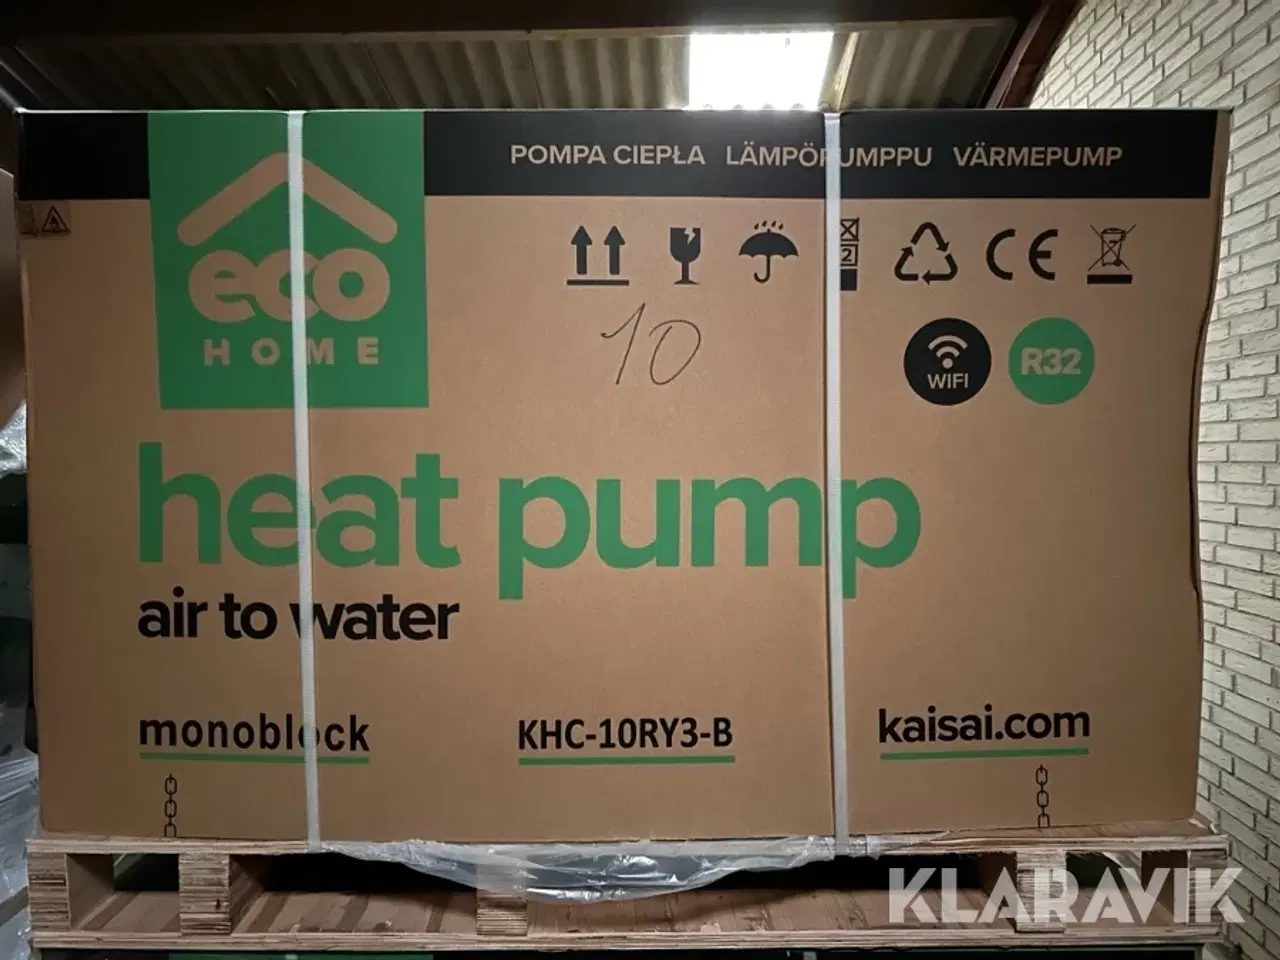 POMPA CIEPŁA LÄMPÖPUMPPU VÄRMEPUMP
eco
HOME
2
10
WIFI
R32
heat pump
air to water
monoblock KHC-10RY3-B kaisai.com
KLARAVIK